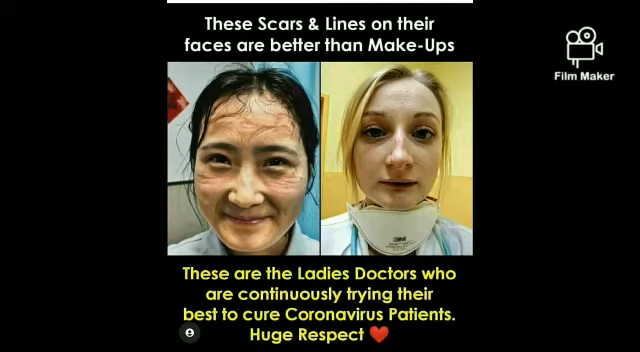 These Scars & Lines on their
faces are better than Make-Ups
Film Maker
3M
These are the Ladies Doctors who
are continuously trying their
best to cure Coronavirus Patients.
Huge Respect ❤️